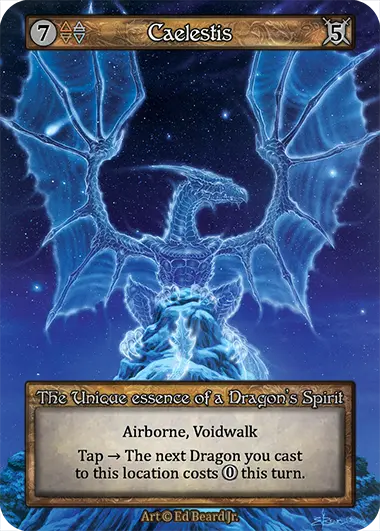 7 Caelestis 5
The Unique essence of a Dragon's Spirit
Airborne, Voidwalk
Tap → The next Dragon you cast
to this location costs 0 this turn.
Art © Ed Beard Jr.